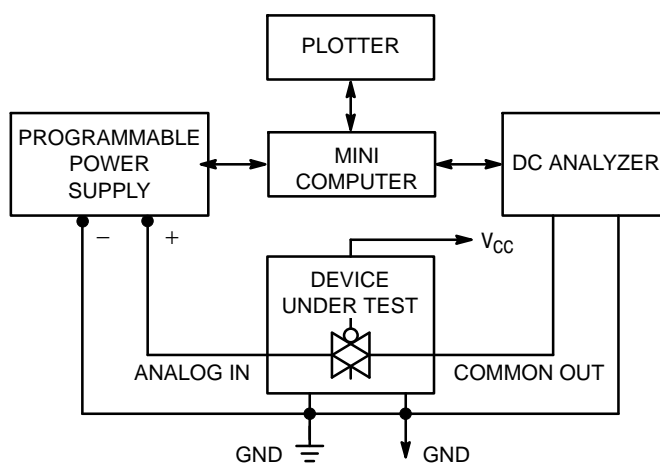 PLOTTER
PROGRAMMABLE
POWER
SUPPLY
MINI
COMPUTER
DC ANALYZER
− +
VCC
DEVICE
UNDER TEST
ANALOG IN
COMMON OUT
GND
GND